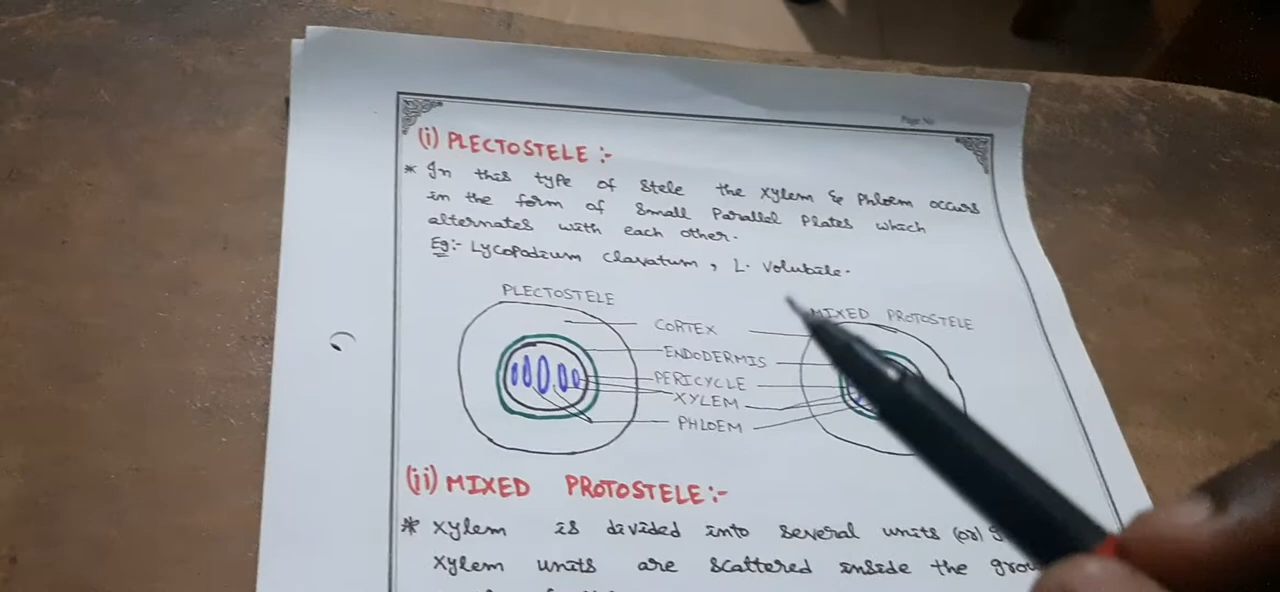 Page No
(i) PLECTOSTELE :-
* In this type of Stele the Xylem & Phloem occurs
in the form of Small Parallel Plates which
alternates with each other.
Eg:- Lycopodium clavatum, L. volubile.
PLECTOSTELE
MIXED PROTOSTELE
CORTEX
ENDODERMIS
PERICYCLE
XYLEM
PHLOEM
(ii) MIXED PROTOSTELE :-
* Xylem is divided into several units (or)
Xylem units are scattered inside the